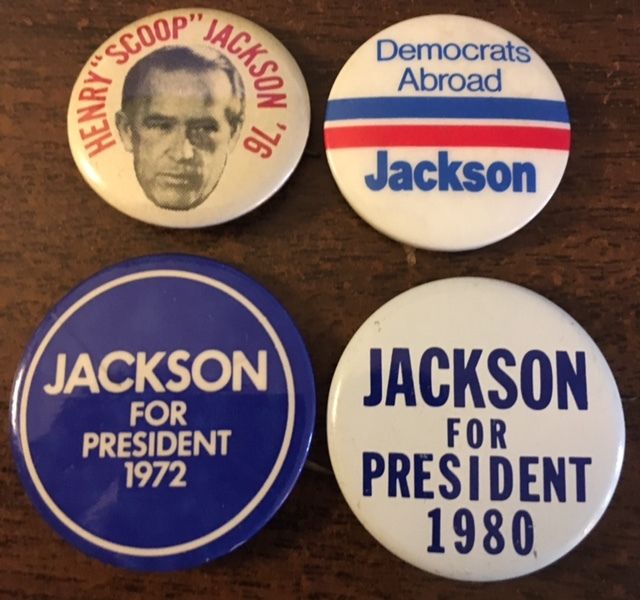 HENRY "SCOOP" JACKSON '76
Democrats
Abroad
Jackson
JACKSON
FOR
PRESIDENT
1972
JACKSON
FOR
PRESIDENT
1980